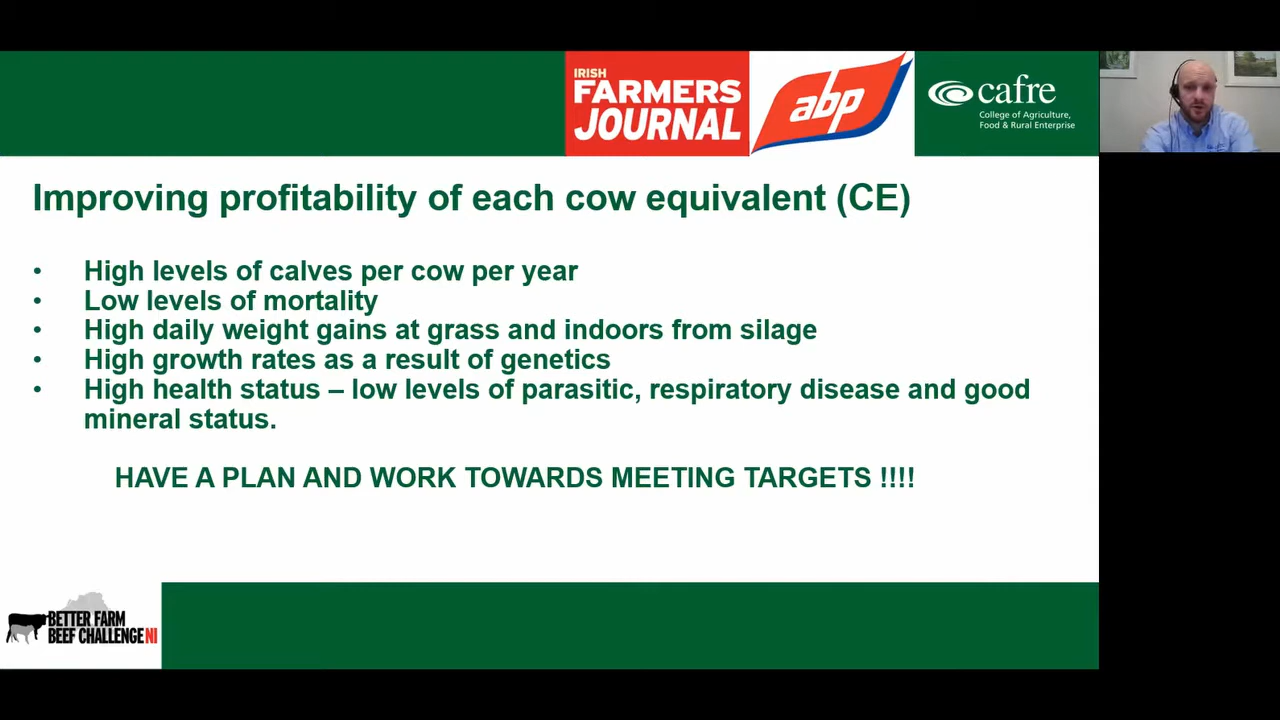 IRISH
FARMERS
JOURNAL
abp
cafre
College of Agriculture,
Food & Rural Enterprise
Improving profitability of each cow equivalent (CE)
• High levels of calves per cow per year
• Low levels of mortality
• High daily weight gains at grass and indoors from silage
• High growth rates as a result of genetics
• High health status – low levels of parasitic, respiratory disease and good
mineral status.
HAVE A PLAN AND WORK TOWARDS MEETING TARGETS !!!!
BETTER FARM
BEEF CHALLENGE NI